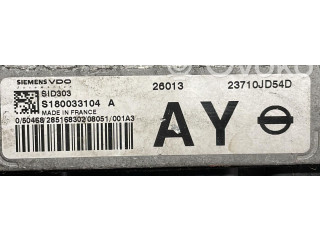 SIEMENS VDO
SID303
S180033104 A
MADE IN FRANCE
0/50468/285168302/08051/001A3
26013
23710JD54D
AY